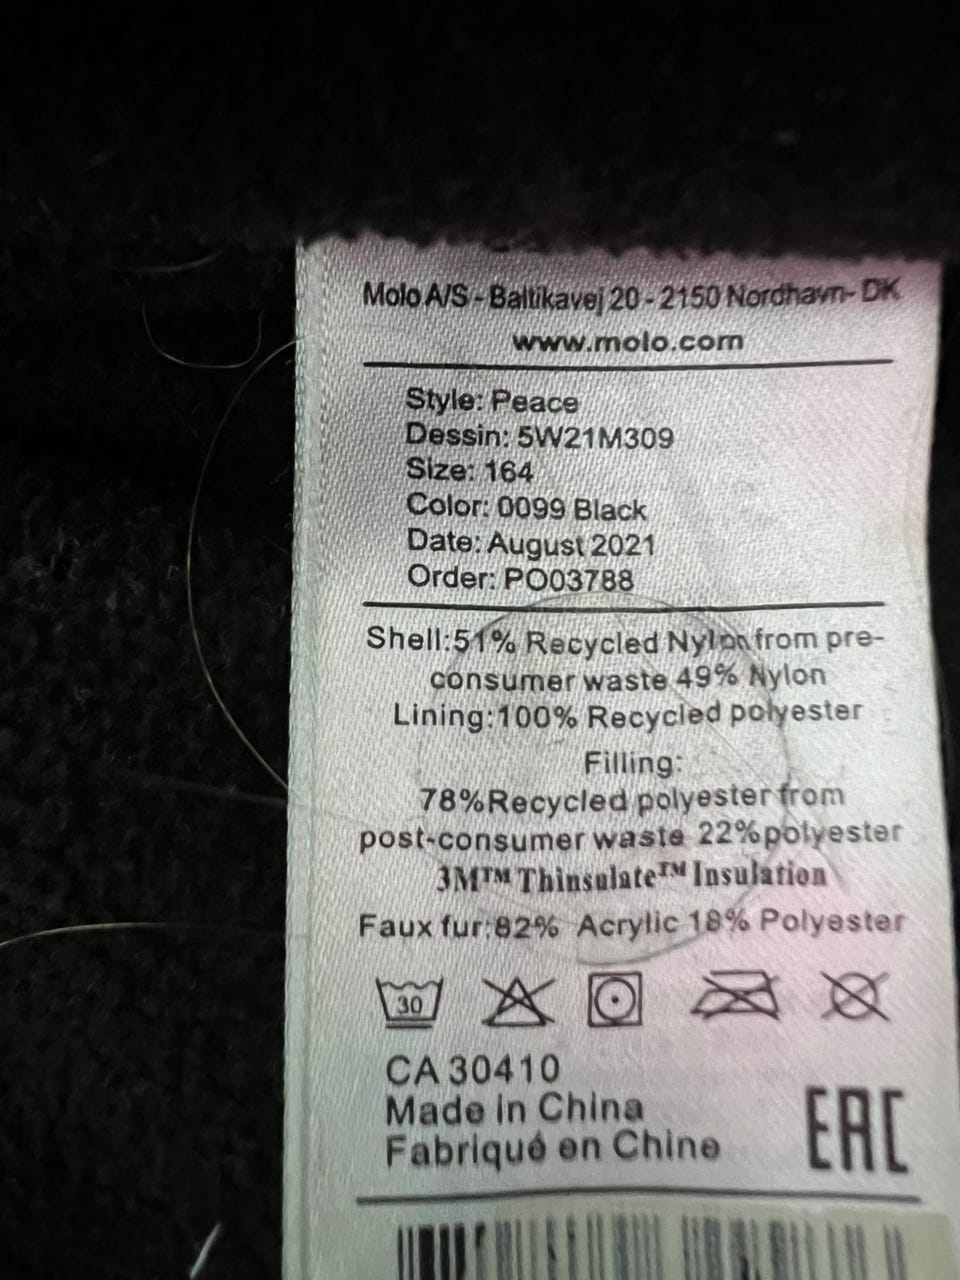 Molo A/S - Baltikavej 20 - 2150 Nordhavn- DK
www.molo.com
Style: Peace
Dessin: 5W21M309
Size: 164
Color: 0099 Black
Date: August 2021
Order: PO03788
Shell:51% Recycled Nylon from pre-
consumer waste 49% Nylon
Lining:100% Recycled polyester
Filling:
78%Recycled polyester from
post-consumer waste 22%polyester
3M™ Thinsulate™ Insulation
Faux fur:82% Acrylic 18% Polyester
30
CA 30410
Made in China
Fabriqué en Chine
EAC